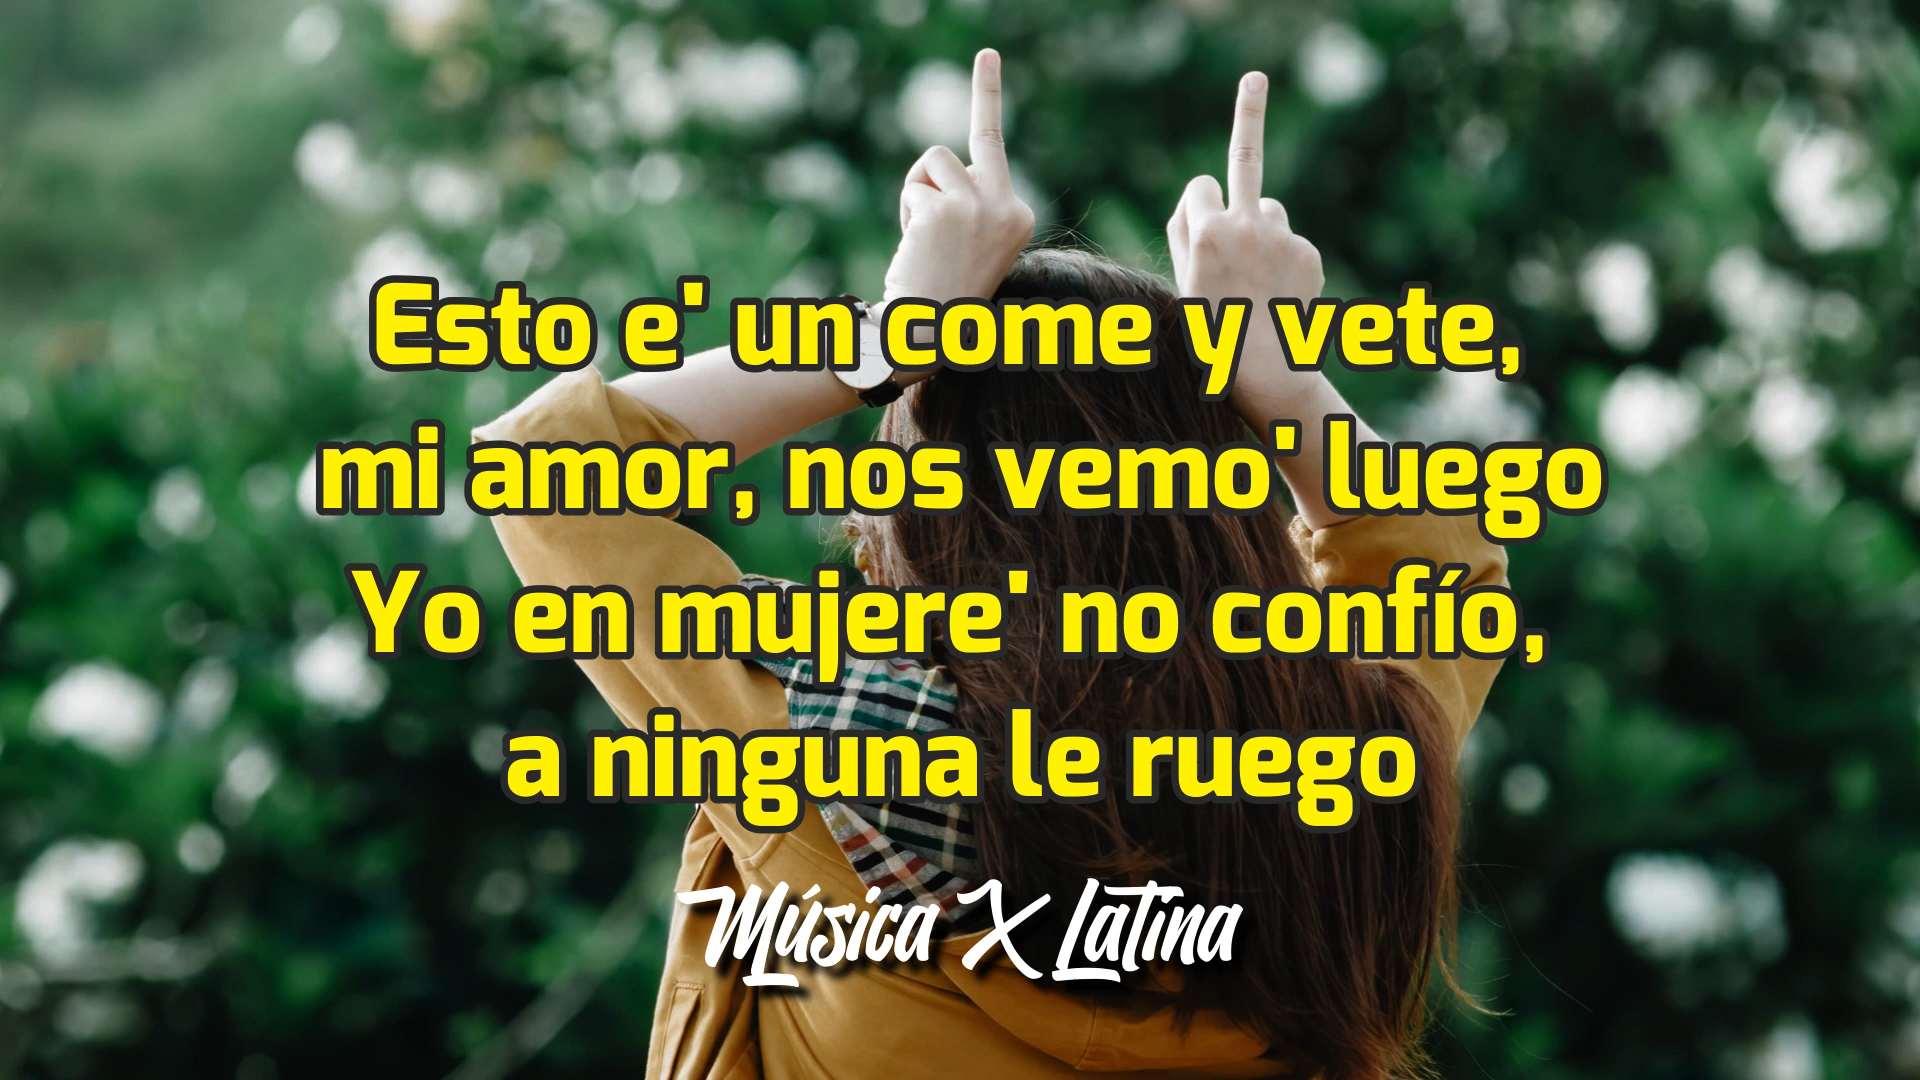 Esto e' un come y vete,
mi amor, nos vemo' luego
Yo en mujere' no confío,
a ninguna le ruego
Música X Latina